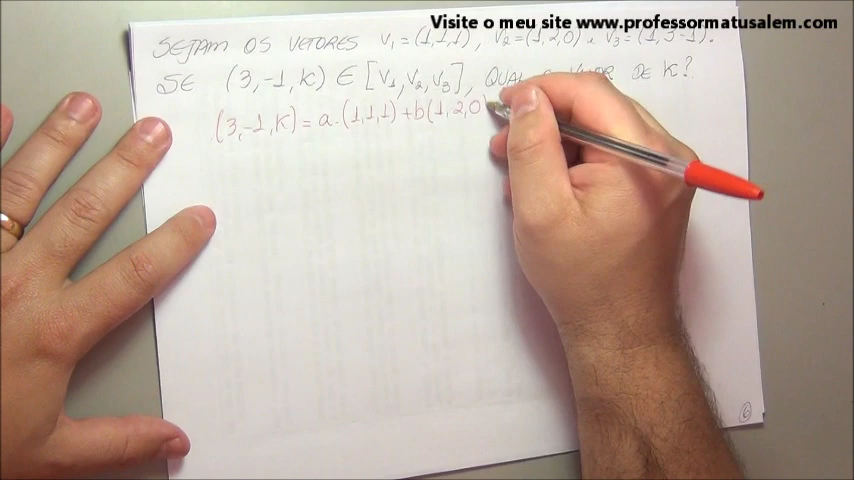 Visite o meu site www.professormatusalem.com
SEJAM OS VETORES V₁ = (1,1,1), V₂ = (1,2,0) e V₃ = (1,3-1).
SE (3,-1,K) ∈ [V₁,V₂,V₃], QUAL DE K?
(3,-1,K) = a.(1,1,1) + b(1,2,0)
6